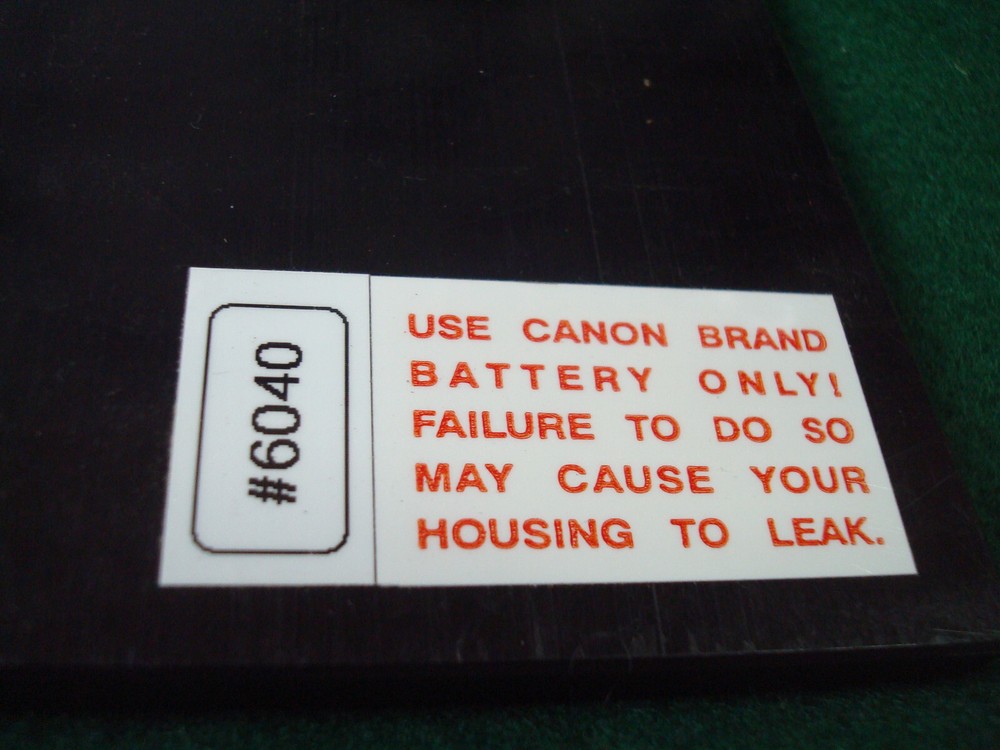 #6040
USE CANON BRAND
BATTERY ONLY!
FAILURE TO DO SO
MAY CAUSE YOUR
HOUSING TO LEAK.